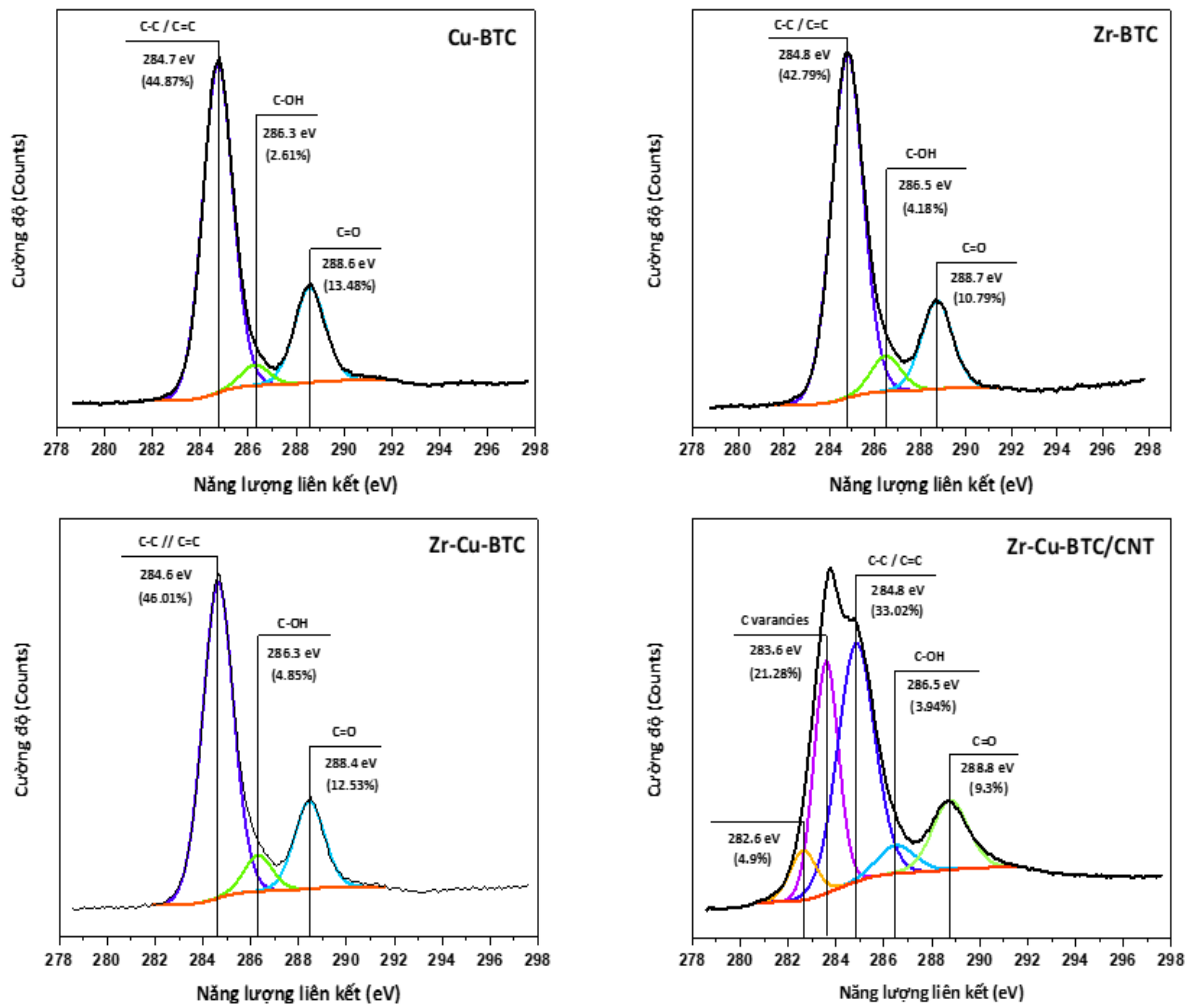 Cu-BTC
C-C / C=C
284.7 eV
(44.87%)
C-OH
286.3 eV
(2.61%)
C=O
288.6 eV
(13.48%)
Cường độ (Counts)
278 280 282 284 286 288 290 292 294 296 298
Năng lượng liên kết (eV)
Zr-BTC
C-C / C=C
284.8 eV
(42.79%)
C-OH
286.5 eV
(4.18%)
C=O
288.7 eV
(10.79%)
Cường độ (Counts)
278 280 282 284 286 288 290 292 294 296 298
Năng lượng liên kết (eV)
Zr-Cu-BTC
C-C // C=C
284.6 eV
(46.01%)
C-OH
286.3 eV
(4.85%)
C=O
288.4 eV
(12.53%)
Cường độ (Counts)
278 280 282 284 286 288 290 292 294 296 298
Năng lượng liên kết (eV)
Zr-Cu-BTC/CNT
C-C / C=C
284.8 eV
(33.02%)
C varancies
283.6 eV
(21.28%)
C-OH
286.5 eV
(3.94%)
C=O
288.8 eV
(9.3%)
282.6 eV
(4.9%)
Cường độ (Counts)
278 280 282 284 286 288 290 292 294 296 298
Năng lượng liên kết (eV)